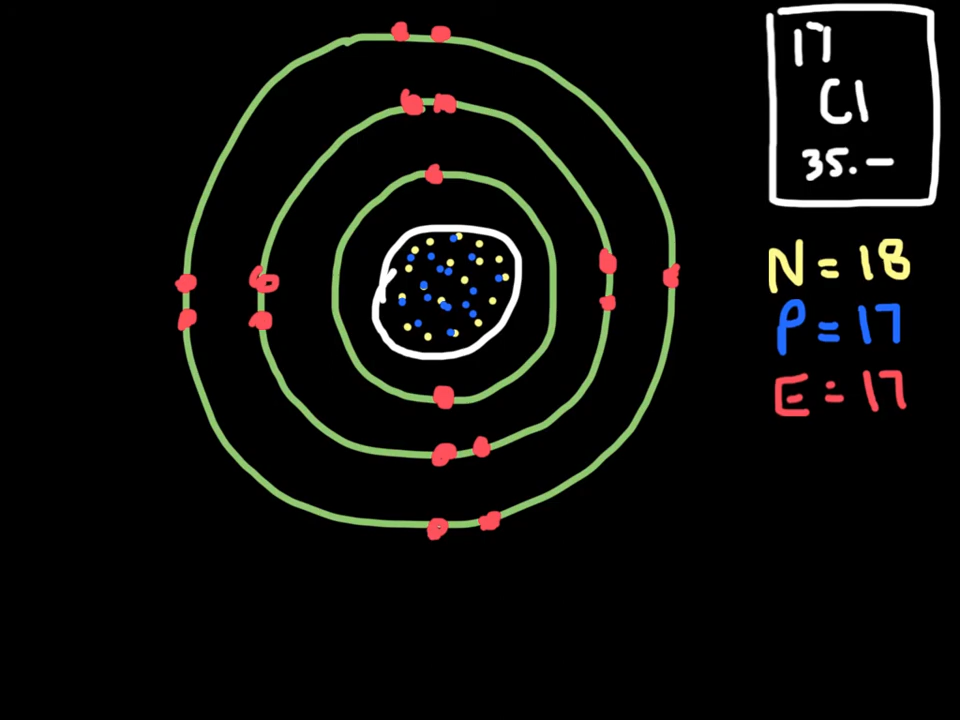 17
Cl
35.-
N = 18
P = 17
E = 17